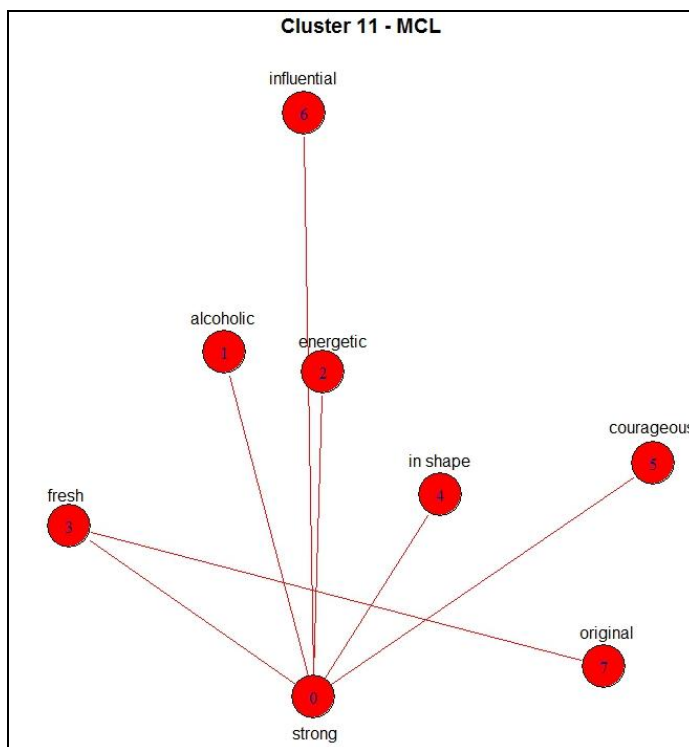 Cluster 11 - MCL
influential
6
alcoholic
1
energetic
2
courageous
5
in shape
4
fresh
3
original
7
0
strong